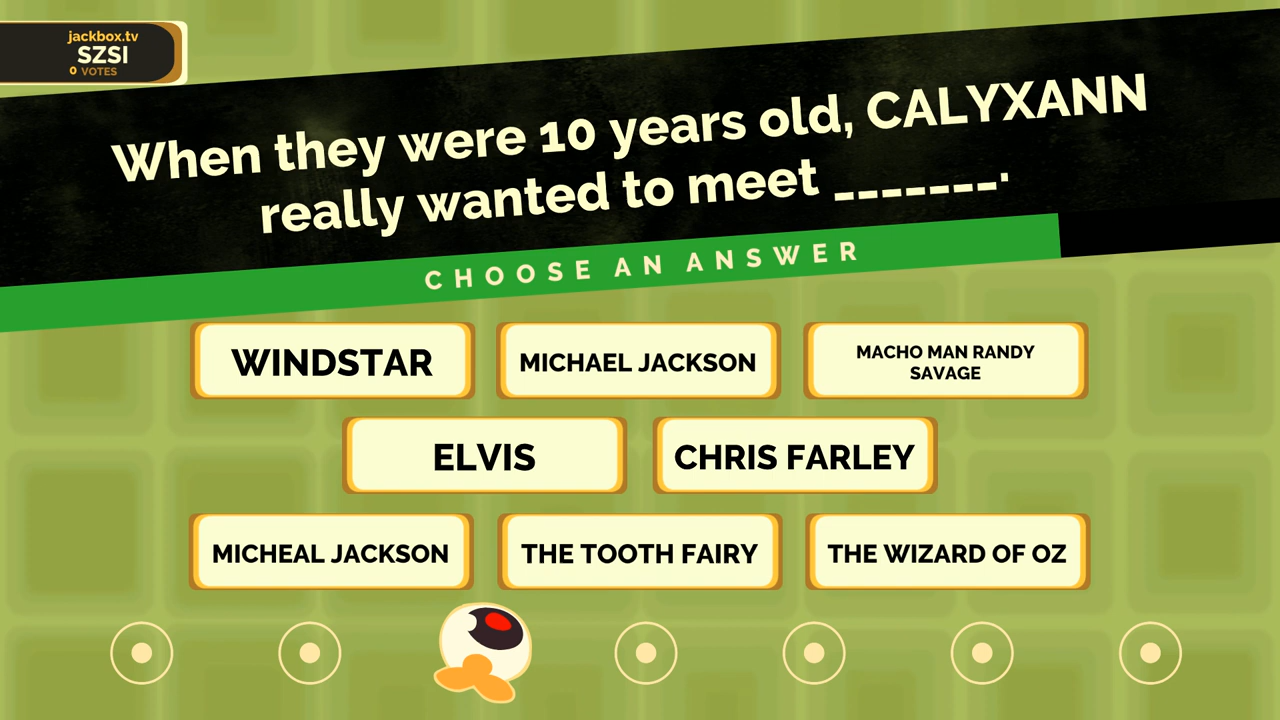 jackbox.tv
SZSI
0 VOTES
When they were 10 years old, CALYXANN
really wanted to meet _______.
CHOOSE AN ANSWER
WINDSTAR
MICHAEL JACKSON
MACHO MAN RANDY
SAVAGE
ELVIS
CHRIS FARLEY
MICHEAL JACKSON
THE TOOTH FAIRY
THE WIZARD OF OZ